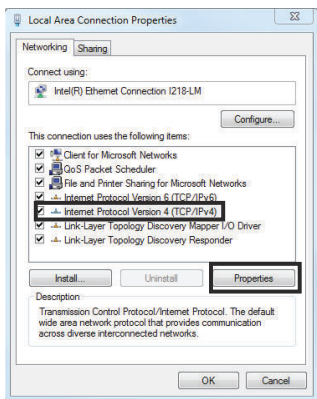 Local Area Connection Properties
Networking Sharing
Connect using:
Intel(R) Ethernet Connection I218-LM
Configure...
This connection uses the following items:
Client for Microsoft Networks
QoS Packet Scheduler
File and Printer Sharing for Microsoft Networks
Internet Protocol Version 6 (TCP/IPv6)
Internet Protocol Version 4 (TCP/IPv4)
Link-Layer Topology Discovery Mapper I/O Driver
Link-Layer Topology Discovery Responder
Install... Uninstall Properties
Description
Transmission Control Protocol/Internet Protocol. The default
wide area network protocol that provides communication
across diverse interconnected networks.
OK Cancel